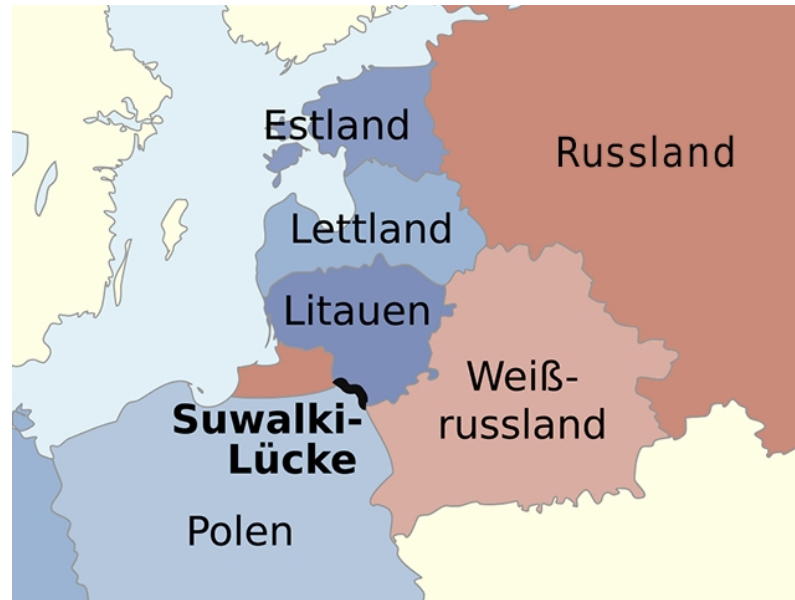 Estland
Russland
Lettland
Litauen
Weiß-
russland
Suwalki-
Lücke
Polen